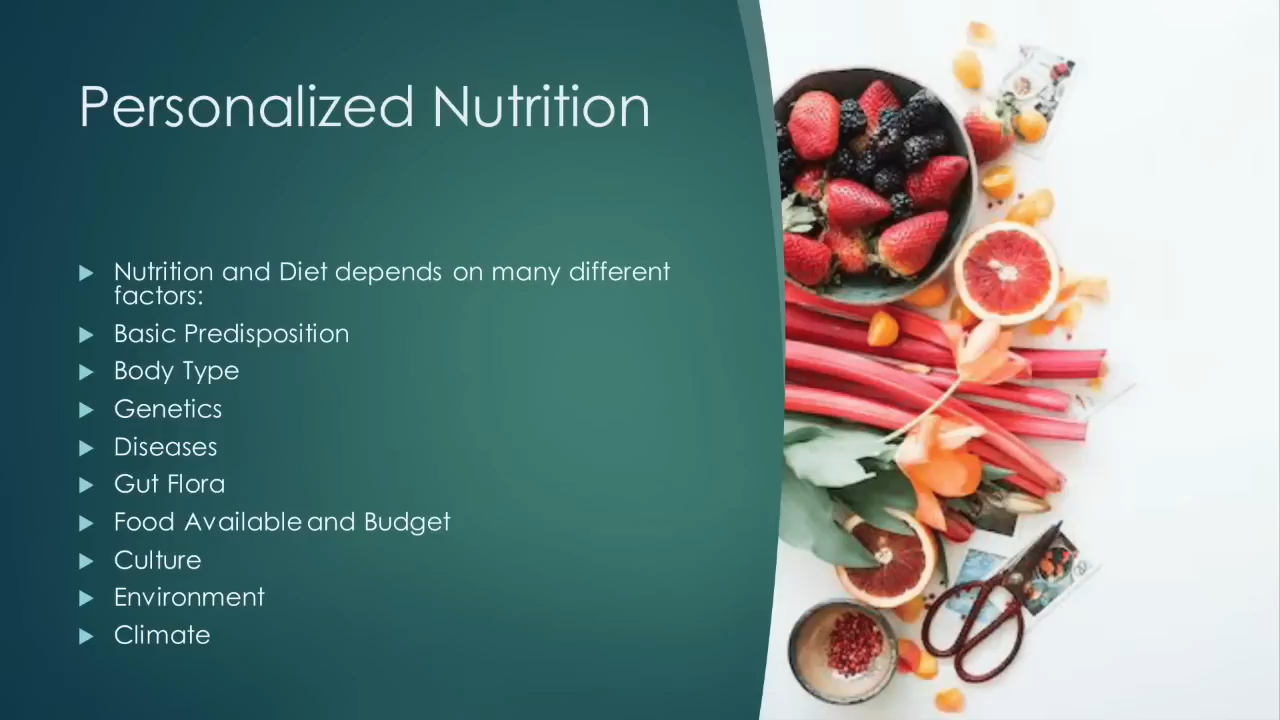 Personalized Nutrition
Nutrition and Diet depends on many different
factors:
Basic Predisposition
Body Type
Genetics
Diseases
Gut Flora
Food Available and Budget
Culture
Environment
Climate